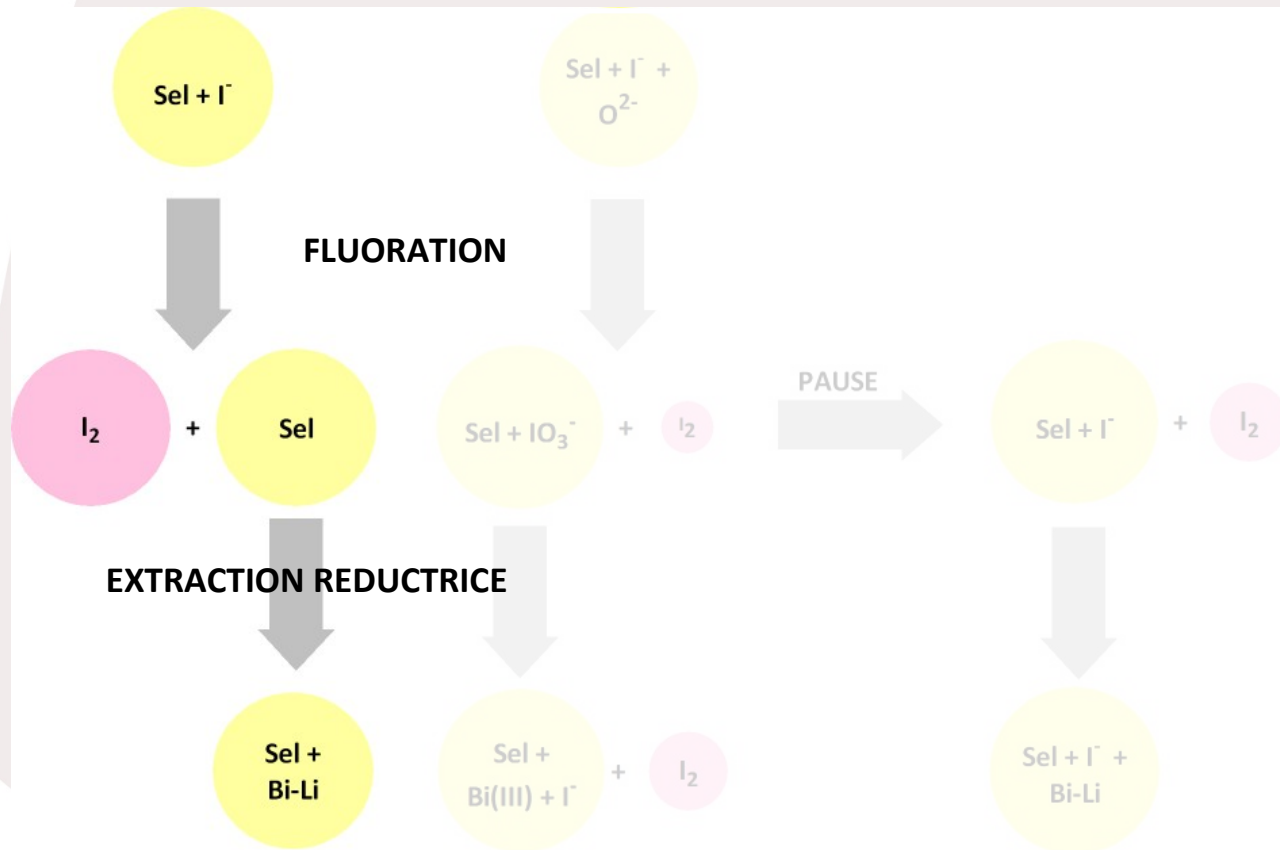 Sel + I⁻
Sel + I⁻ +
O²⁻
FLUORATION
I₂ + Sel
Sel + IO₃⁻ + I₂
PAUSE
Sel + I⁻ + I₂
EXTRACTION REDUCTRICE
Sel +
Bi-Li
Sel +
Bi(III) + I⁻ + I₂
Sel + I⁻ +
Bi-Li